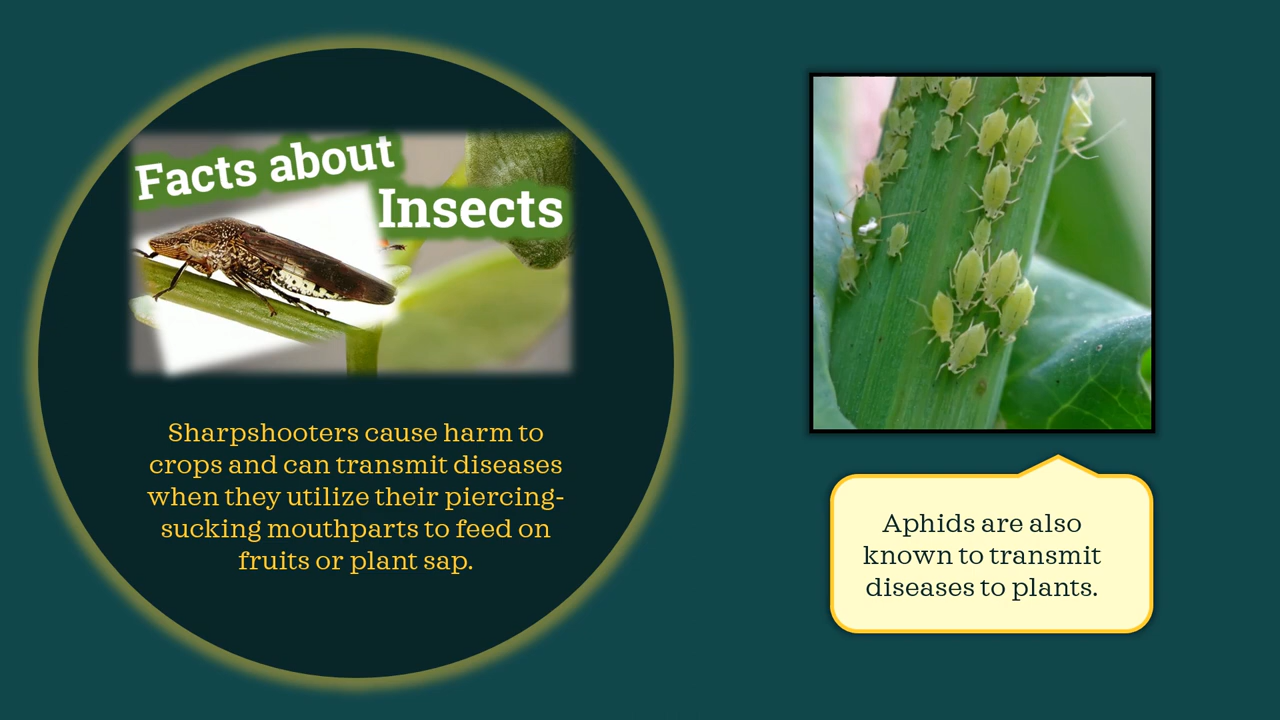 Facts about
Insects
Sharpshooters cause harm to
crops and can transmit diseases
when they utilize their piercing-
sucking mouthparts to feed on
fruits or plant sap.
Aphids are also
known to transmit
diseases to plants.